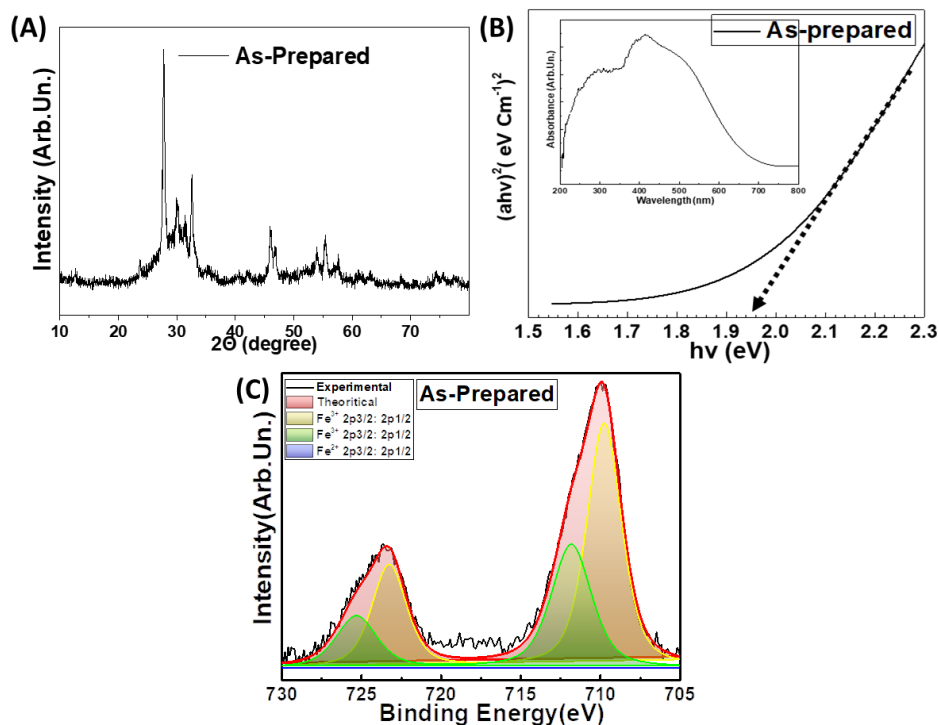 (A)
As-Prepared
Intensity (Arb.Un.)
10 20 30 40 50 60 70
2Θ (degree)
(B)
As-prepared
(ahv)²( eV Cm⁻¹)²
Absorbance (Arb.Un.)
200 300 400 500 600 700 800
Wavelength (nm)
1.5 1.6 1.7 1.8 1.9 2.0 2.1 2.2 2.3
hv (eV)
(C)
Experimental
Theoritical
Fe³⁺ 2p3/2: 2p1/2
Fe³⁺ 2p3/2: 2p1/2
Fe²⁺ 2p3/2: 2p1/2
As-Prepared
Intensity(Arb.Un.)
730 725 720 715 710 705
Binding Energy(eV)